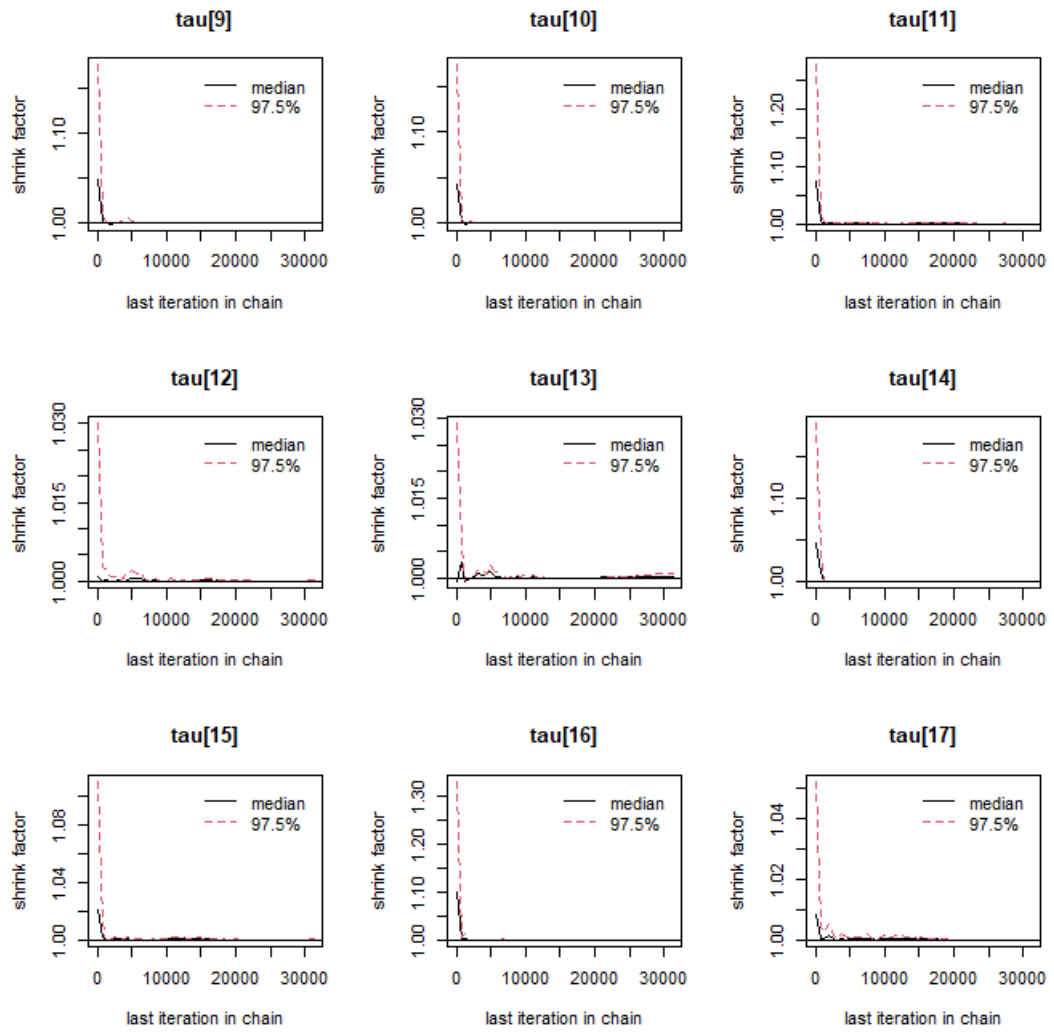 tau[9]
tau[10]
tau[11]
shrink factor
1.00
1.10
median
97.5%
0
10000
20000
30000
last iteration in chain
shrink factor
1.00
1.10
median
97.5%
0
10000
20000
30000
last iteration in chain
shrink factor
1.00
1.10
1.20
median
97.5%
0
10000
20000
30000
last iteration in chain
tau[12]
tau[13]
tau[14]
shrink factor
1.000
1.015
1.030
median
97.5%
0
10000
20000
30000
last iteration in chain
shrink factor
1.000
1.015
1.030
median
97.5%
0
10000
20000
30000
last iteration in chain
shrink factor
1.00
1.10
median
97.5%
0
10000
20000
30000
last iteration in chain
tau[15]
tau[16]
tau[17]
shrink factor
1.00
1.04
1.08
median
97.5%
0
10000
20000
30000
last iteration in chain
shrink factor
1.00
1.10
1.20
1.30
median
97.5%
0
10000
20000
30000
last iteration in chain
shrink factor
1.00
1.02
1.04
median
97.5%
0
10000
20000
30000
last iteration in chain